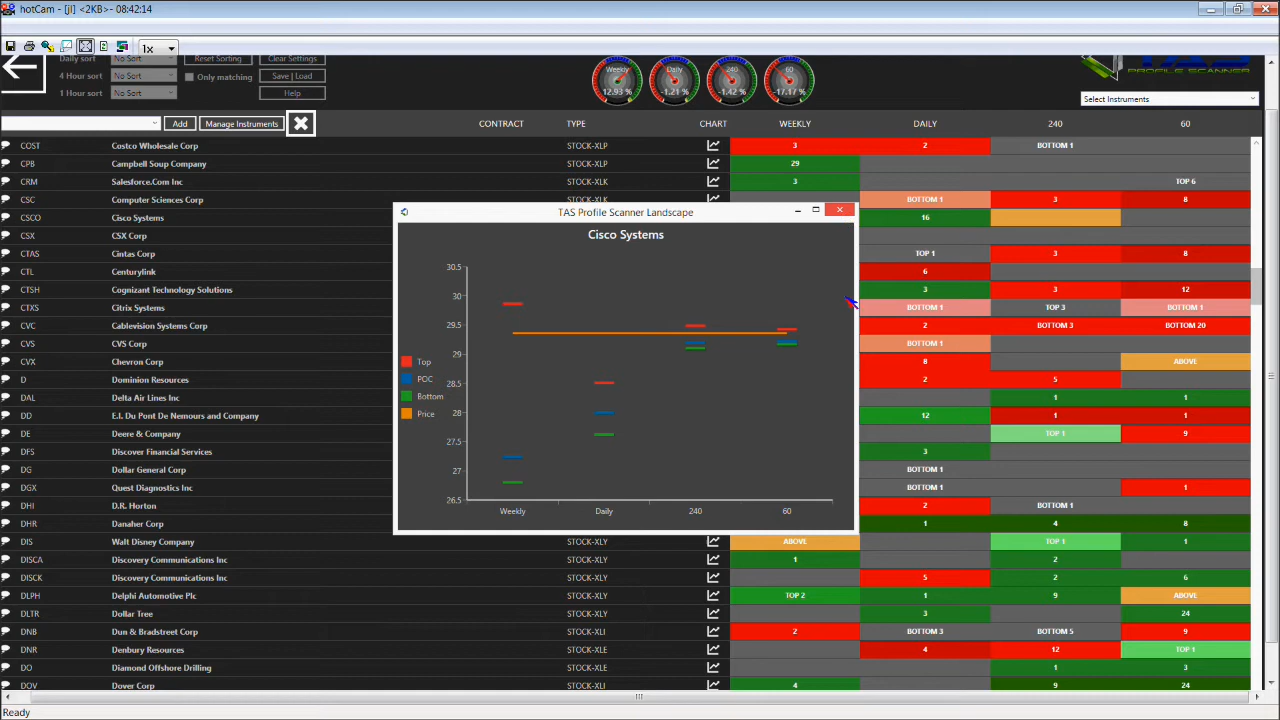 hotCam - [jl] <2KB>- 08:42:14
1x
Daily sort No Sort Reset Sorting Clear Settings
4 Hour sort No Sort Only matching Save | Load
1 Hour sort No Sort Help
Weekly 12.93 % Daily -1.21 % 240 -1.42 % 60 -17.17 %
PROFILE SCANNER
Select Instruments
Add Manage Instruments CONTRACT TYPE CHART WEEKLY DAILY 240 60
COST Costco Wholesale Corp STOCK-XLP 3 2 BOTTOM 1
CPB Campbell Soup Company STOCK-XLP 29
CRM Salesforce.Com Inc STOCK-XLK 3 TOP 6
CSC Computer Sciences Corp BOTTOM 1 3 8
CSCO Cisco Systems 16
CSX CSX Corp
CTAS Cintas Corp TOP 1 3 8
CTL Centurylink 6
CTSH Cognizant Technology Solutions 3 3 12
CTXS Citrix Systems BOTTOM 1 TOP 3 BOTTOM 1
CVC Cablevision Systems Corp 2 BOTTOM 3 BOTTOM 20
CVS CVS Corp BOTTOM 1
CVX Chevron Corp 8 ABOVE
D Dominion Resources 2 5
DAL Delta Air Lines Inc 1 1
DD E.I. Du Pont De Nemours and Company 12 1 1
DE Deere & Company TOP 1 9
DFS Discover Financial Services 3
DG Dollar General Corp BOTTOM 1
DGX Quest Diagnostics Inc BOTTOM 1 1
DHI D.R. Horton 2 BOTTOM 1
DHR Danaher Corp 1 4 8
DIS Walt Disney Company STOCK-XLY ABOVE TOP 1 1
DISCA Discovery Communications Inc STOCK-XLY 1 2
DISCK Discovery Communications Inc STOCK-XLY 5 2 6
DLPH Delphi Automotive Plc STOCK-XLY TOP 2 1 9 ABOVE
DLTR Dollar Tree STOCK-XLY 3 24
DNB Dun & Bradstreet Corp STOCK-XLI 2 BOTTOM 3 BOTTOM 5 9
DNR Denbury Resources STOCK-XLE 4 12 TOP 1
DO Diamond Offshore Drilling STOCK-XLE 1 3
DOV Dover Corp STOCK-XLI 4 9 24
TAS Profile Scanner Landscape
Cisco Systems
30.5
30
29.5
29
28.5
28
27.5
27
26.5
Top
POC
Bottom
Price
Weekly Daily 240 60
Ready